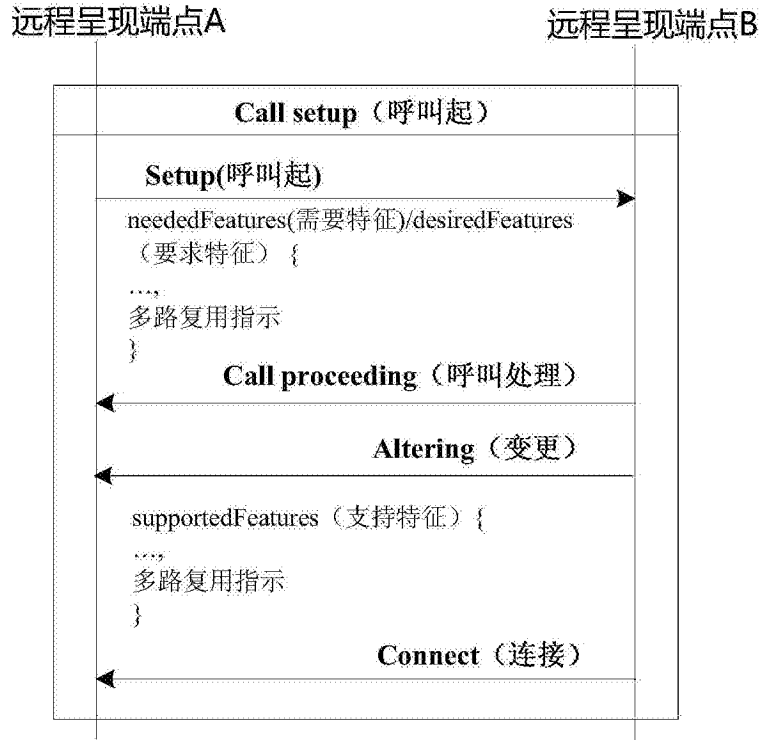 远程呈现端点A
远程呈现端点B
Call setup（呼叫起）
Setup(呼叫起)
neededFeatures(需要特征)/desiredFeatures
（要求特征） {
…,
多路复用指示
}
Call proceeding（呼叫处理）
Altering（变更）
supportedFeatures（支持特征）{
…,
多路复用指示
}
Connect（连接）